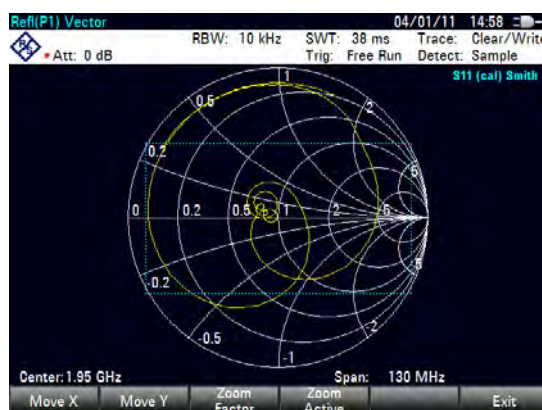 Refl(P1) Vector 04/01/11 14:58
RBW: 10 kHz SWT: 38 ms Trace: Clear/Write
Att: 0 dB Trig: Free Run Detect: Sample
S11 (cal) Smith
1
0.5 2
0.2 5
0 0.2 0.5 1 2 5
-0.2 5
-0.5 2
-1
Center: 1.95 GHz Span: 130 MHz
Move X Move Y Zoom Factor Zoom Active Exit